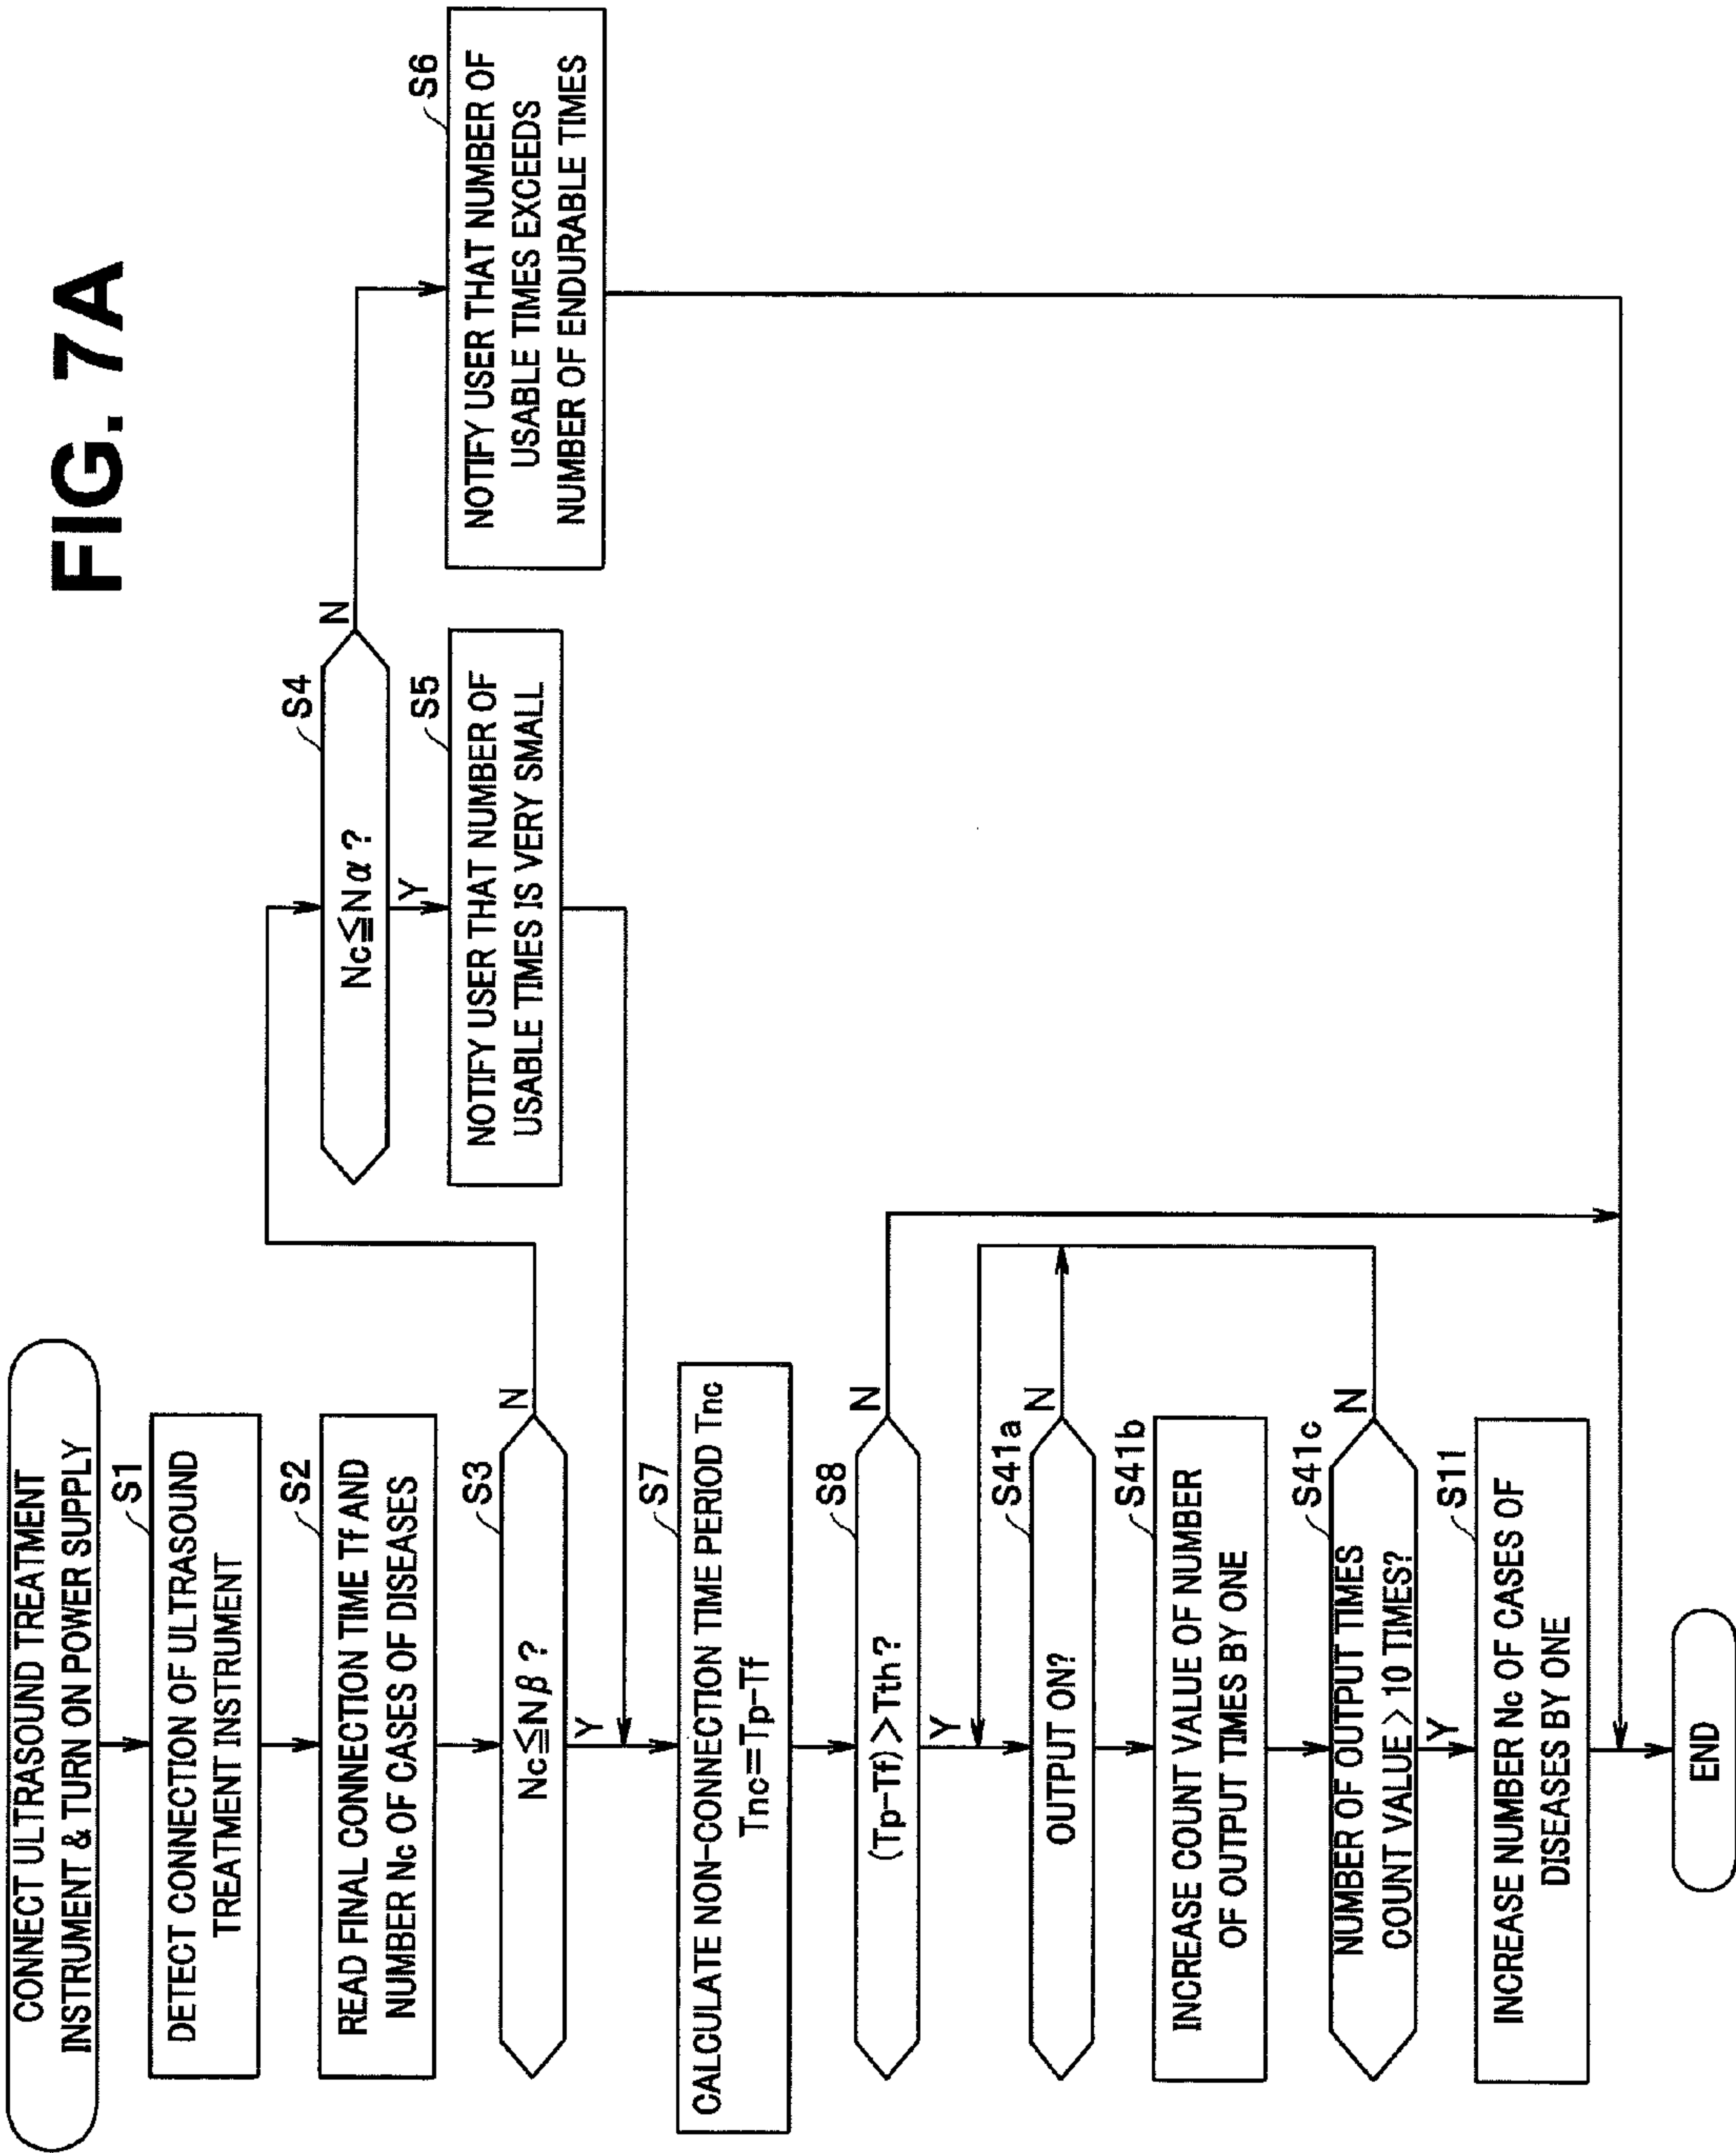 FIG. 7A
CONNECT ULTRASOUND TREATMENT
INSTRUMENT & TURN ON POWER SUPPLY
S1
DETECT CONNECTION OF ULTRASOUND
TREATMENT INSTRUMENT
S2
READ FINAL CONNECTION TIME Tf AND
NUMBER Nc OF CASES OF DISEASES
S3
Nc≦Nβ?
N
Y
S4
Nc≦Nα?
N
Y
S5
NOTIFY USER THAT NUMBER OF
USABLE TIMES IS VERY SMALL
S6
NOTIFY USER THAT NUMBER OF
USABLE TIMES EXCEEDS
NUMBER OF ENDURABLE TIMES
S7
CALCULATE NON-CONNECTION TIME PERIOD Tnc
Tnc=Tp-Tf
S8
(Tp-Tf)>Tth?
N
Y
S41a
OUTPUT ON?
N
S41b
INCREASE COUNT VALUE OF NUMBER
OF OUTPUT TIMES BY ONE
S41c
NUMBER OF OUTPUT TIMES
COUNT VALUE > 10 TIMES?
N
Y
S11
INCREASE NUMBER Nc OF CASES OF
DISEASES BY ONE
END